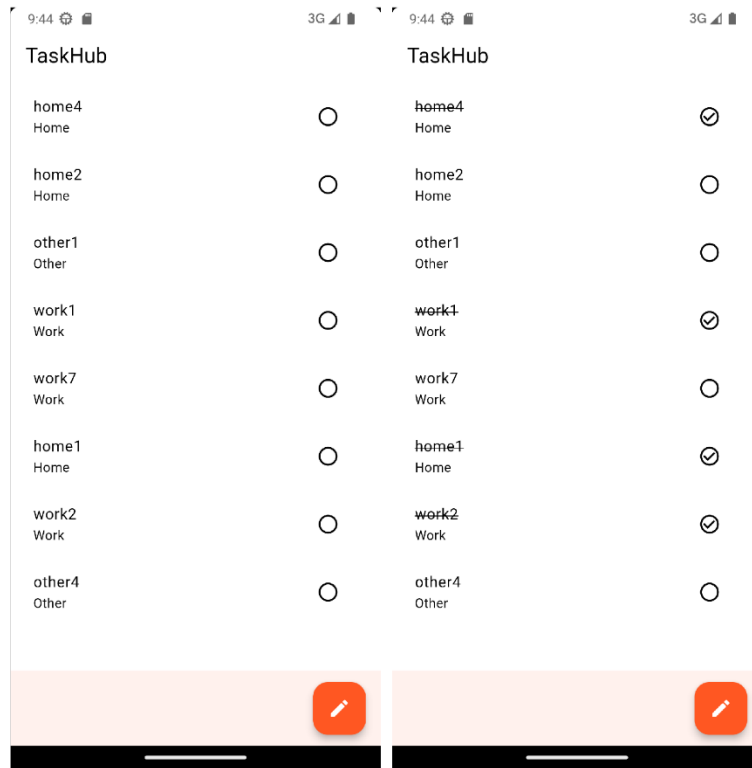 9:44 3G
TaskHub
home4
Home
home2
Home
other1
Other
work1
Work
work7
Work
home1
Home
work2
Work
other4
Other
9:44 3G
TaskHub
home4
Home
home2
Home
other1
Other
work1
Work
work7
Work
home1
Home
work2
Work
other4
Other